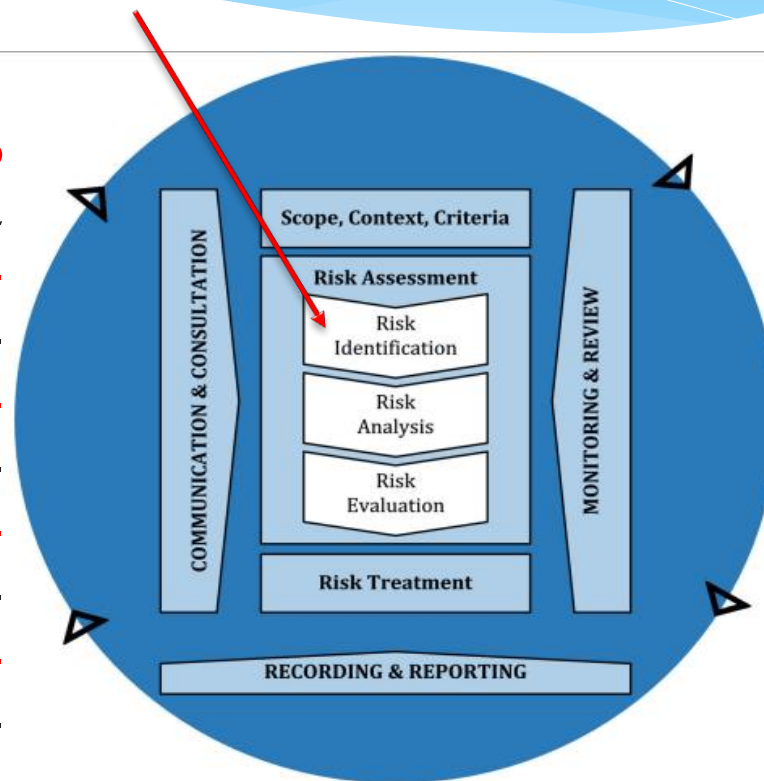 Scope, Context, Criteria
Risk Assessment
Risk
Identification
Risk
Analysis
Risk
Evaluation
Risk Treatment
COMMUNICATION & CONSULTATION
MONITORING & REVIEW
RECORDING & REPORTING